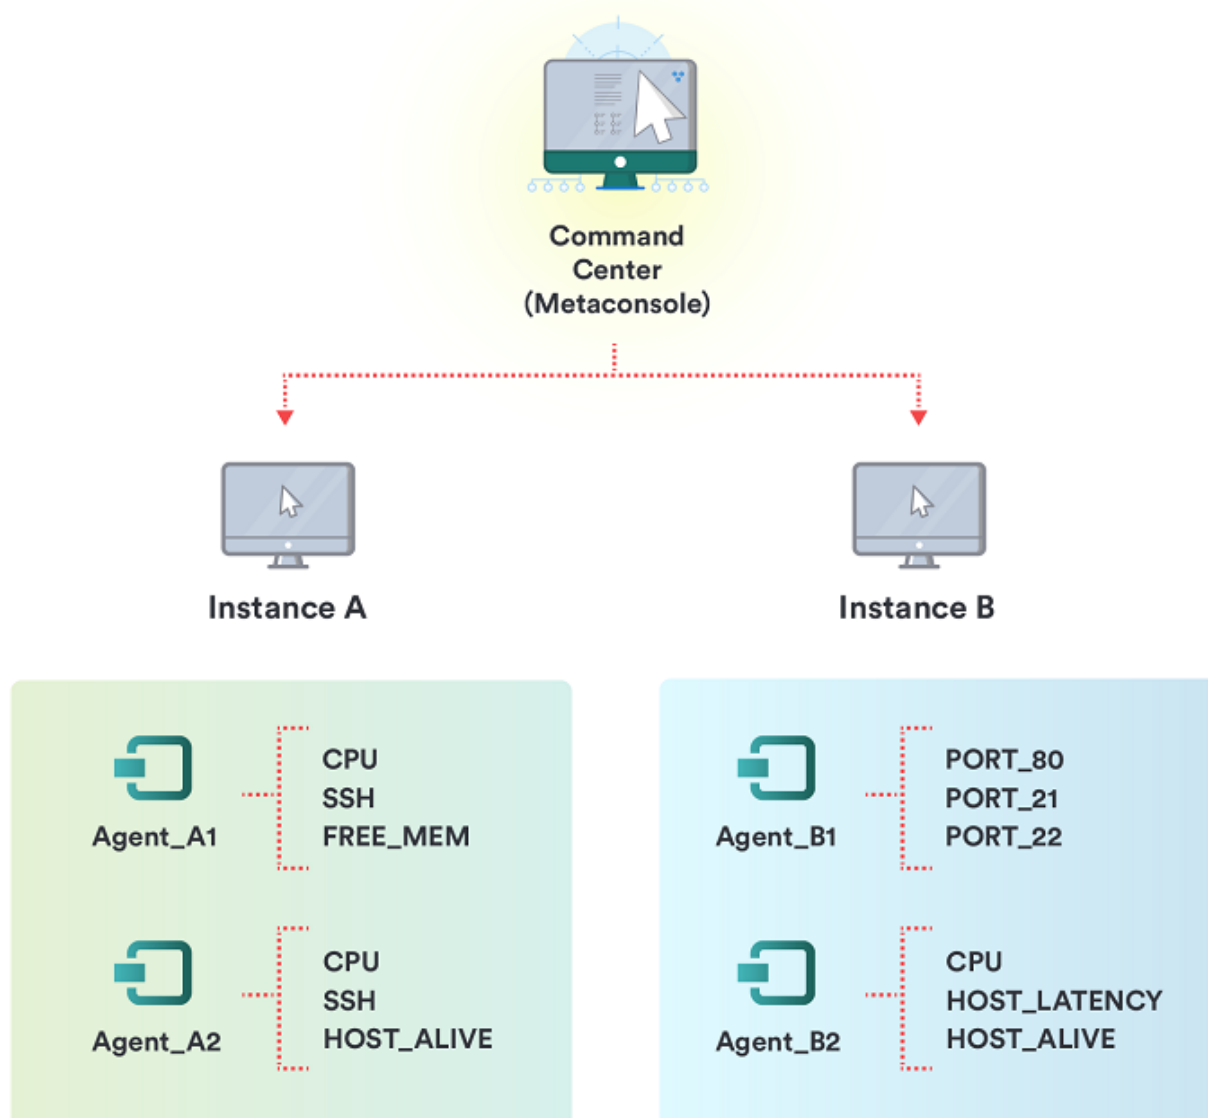 Command
Center
(Metaconsole)
Instance A
Instance B
CPU
SSH
FREE_MEM
Agent_A1
CPU
SSH
HOST_ALIVE
Agent_A2
PORT_80
PORT_21
PORT_22
Agent_B1
CPU
HOST_LATENCY
HOST_ALIVE
Agent_B2